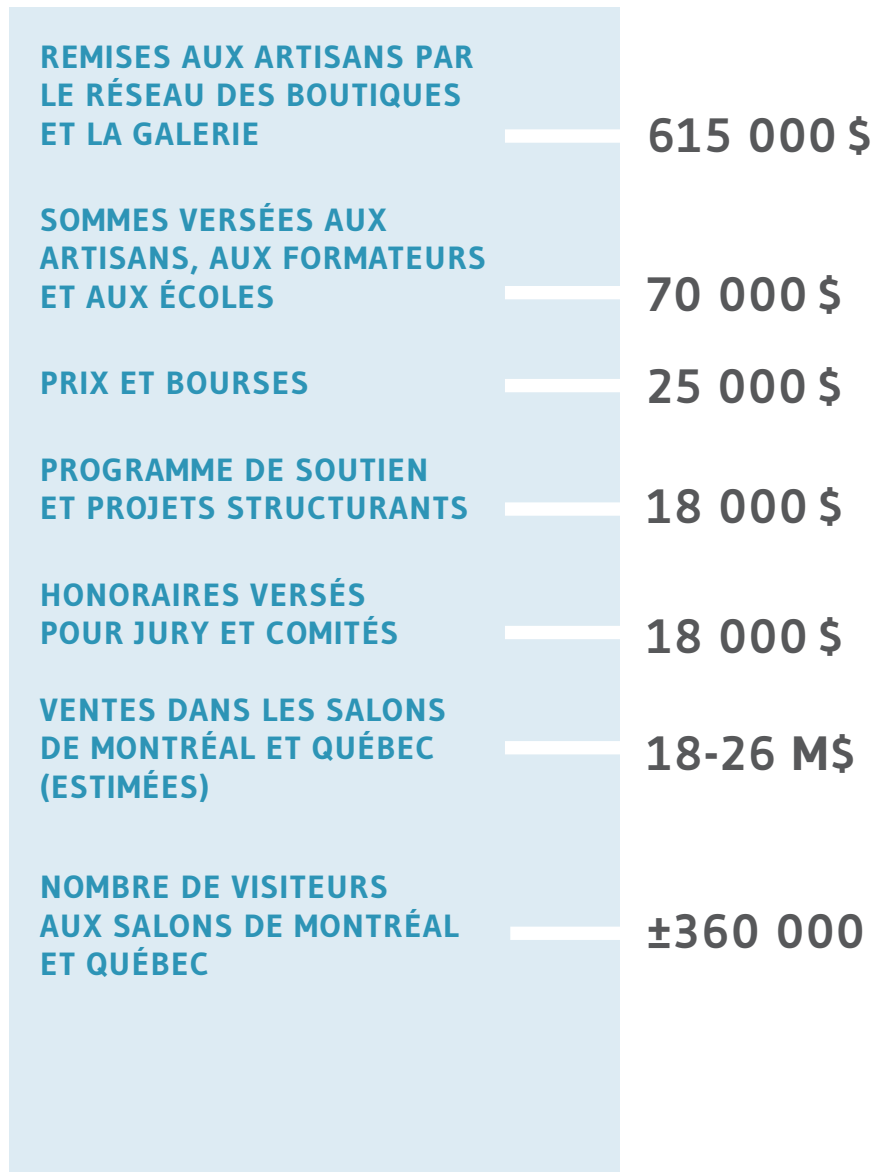 REMISES AUX ARTISANS PAR
LE RÉSEAU DES BOUTIQUES
ET LA GALERIE
615 000 $
SOMMES VERSÉES AUX
ARTISANS, AUX FORMATEURS
ET AUX ÉCOLES
70 000 $
PRIX ET BOURSES
25 000 $
PROGRAMME DE SOUTIEN
ET PROJETS STRUCTURANTS
18 000 $
HONORAIRES VERSÉS
POUR JURY ET COMITÉS
18 000 $
VENTES DANS LES SALONS
DE MONTRÉAL ET QUÉBEC
(ESTIMÉES)
18-26 M$
NOMBRE DE VISITEURS
AUX SALONS DE MONTRÉAL
ET QUÉBEC
±360 000